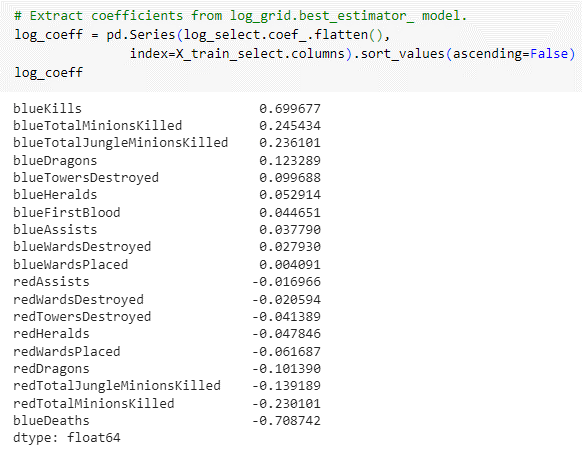 # Extract coefficients from log_grid.best_estimator_ model.
log_coeff = pd.Series(log_select.coef_.flatten(),
index=X_train_select.columns).sort_values(ascending=False)
log_coeff
blueKills 0.699677
blueTotalMinionsKilled 0.245434
blueTotalJungleMinionsKilled 0.236101
blueDragons 0.123289
blueTowersDestroyed 0.099688
blueHeralds 0.052914
blueFirstBlood 0.044651
blueAssists 0.037790
blueWardsDestroyed 0.027930
blueWardsPlaced 0.004091
redAssists -0.016966
redWardsDestroyed -0.020594
redTowersDestroyed -0.041389
redHeralds -0.047846
redWardsPlaced -0.061687
redDragons -0.101390
redTotalJungleMinionsKilled -0.139189
redTotalMinionsKilled -0.230101
blueDeaths -0.708742
dtype: float64